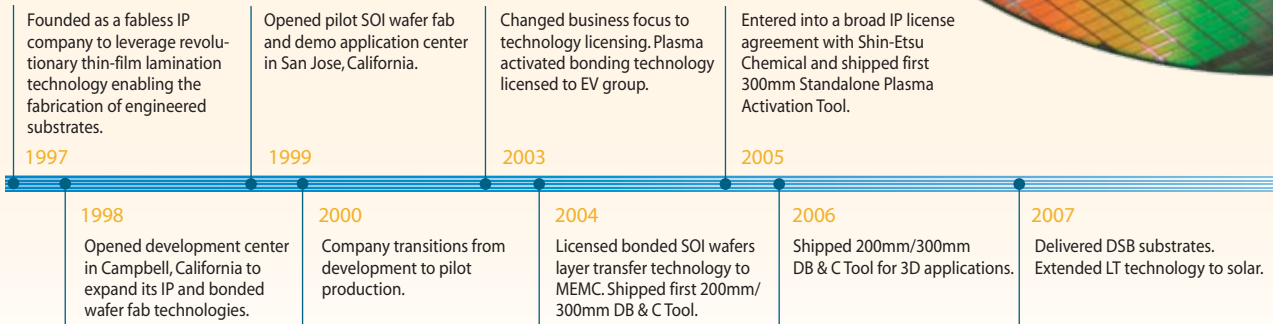 Founded as a fabless IP
company to leverage revolu-
tionary thin-film lamination
technology enabling the
fabrication of engineered
substrates.
1997
Opened pilot SOI wafer fab
and demo application center
in San Jose, California.
1999
Changed business focus to
technology licensing. Plasma
activated bonding technology
licensed to EV group.
2003
Entered into a broad IP license
agreement with Shin-Etsu
Chemical and shipped first
300mm Standalone Plasma
Activation Tool.
2005
1998
Opened development center
in Campbell, California to
expand its IP and bonded
wafer fab technologies.
2000
Company transitions from
development to pilot
production.
2004
Licensed bonded SOI wafers
layer transfer technology to
MEMC. Shipped first 200mm/
300mm DB & C Tool.
2006
Shipped 200mm/300mm
DB & C Tool for 3D applications.
2007
Delivered DSB substrates.
Extended LT technology to solar.